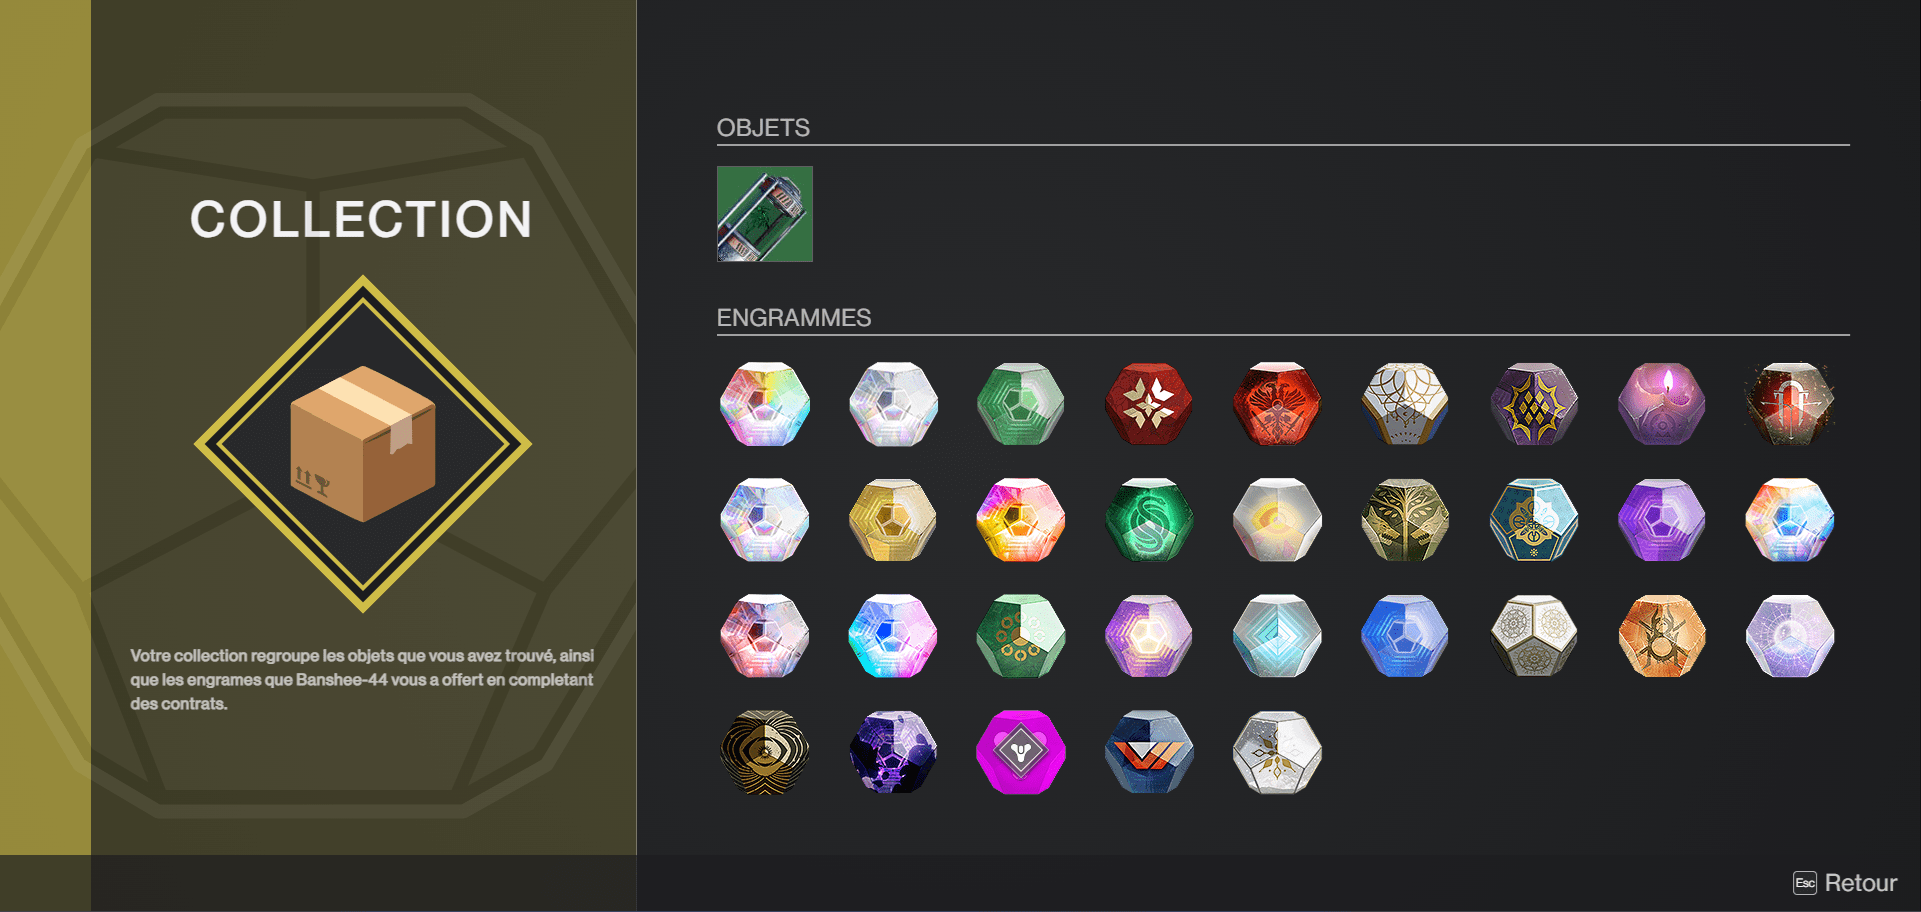 COLLECTION
Votre collection regroupe les objets que vous avez trouvé, ainsi
que les engrames que Banshee-44 vous a offert en completant
des contrats.
OBJETS
ENGRAMMES
Esc Retour